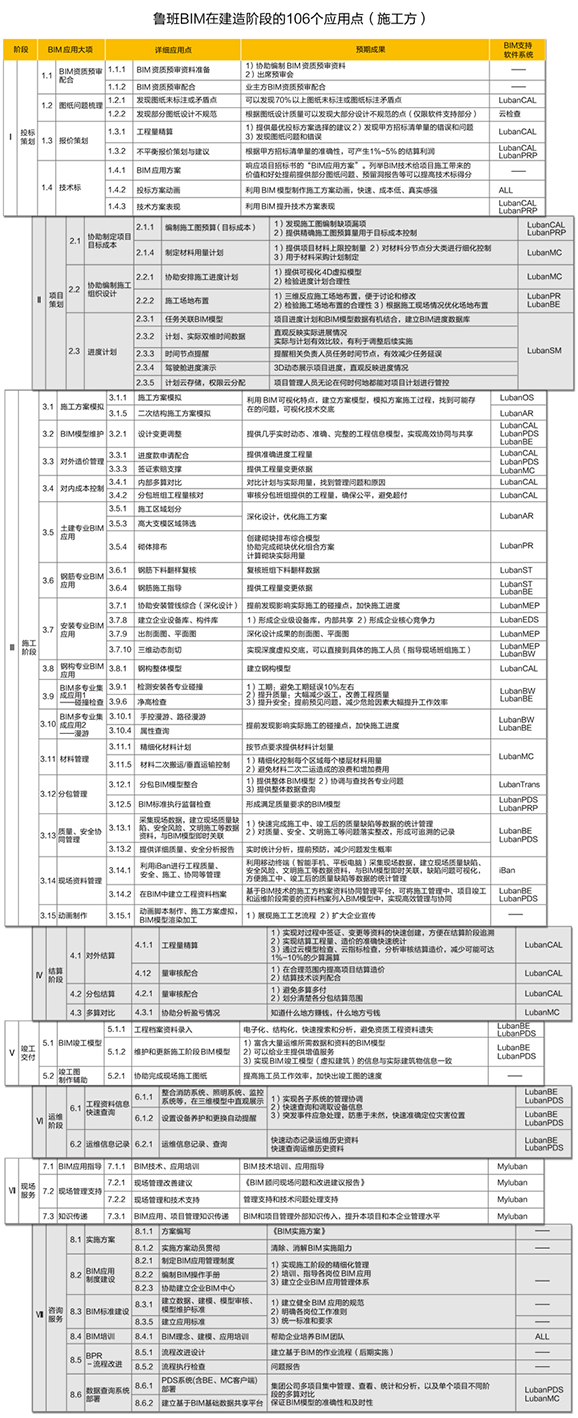 鲁班BIM在建造阶段的106个应用点（施工方）
阶段 BIM应用大项 详细应用点 预期成果 BIM支持软件系统
Ⅰ 投标策划
1.1 BIM资质预审配合
1.1.1 BIM资质预审资料准备 1）协助编制BIM资质预审资料 2）出席预审会 ——
1.1.2 BIM资质预审配合 业主方BIM资质预审配合 ——
1.2 图纸问题梳理
1.2.1 发现图纸未标注或矛盾点 可以发现70%以上图纸未标注或图纸标注矛盾点 LubanCAL
1.2.2 发现部分图纸设计不规范 根据图纸设计质量可以发现大部分设计不规范的点（仅限软件支持部分） 云检查
1.3 报价策划
1.3.1 工程量精算 1）提供最优投标方案选择的建议 2）发现甲方招标清单量的错误和问题 3）发现图纸问题和错误 LubanCAL
1.3.2 不平衡报价策划与建议 根据甲方招标清单量的准确性，可产生1%~5%的结算利润 LubanCAL LubanPRP
1.4 技术标
1.4.1 BIM应用方案 响应项目招标书的“BIM应用方案”。列举BIM技术给项目施工带来的价值和好处提前提供部分图纸问题、预留洞报告等可以提高技术标得分
1.4.2 投标方案动画 利用BIM模型制作施工方案动画，快速、成本低、真实感强 ALL
1.4.3 技术方案表现 利用BIM提升技术方案表现 LubanCAL LubanPRP
Ⅱ 项目策划
2.1 协助制定项目目标成本
2.1.1 编制施工图预算（目标成本） 1）发现施工图编制缺项漏项 2）提供精确施工图预算量用于目标成本控制 LubanCAL LubanPRP
2.1.4 制定材料用量计划 1）提供项目材料上限控制量 2）对材料分节点分大类进行细化控制 3）用于材料采购计划制定 LubanMC
2.2 协助编制施工组织设计
2.2.1 协助安排施工进度计划 1）提供可视化4D虚拟模型 2）检验进度计划合理性 LubanMC
2.2.2 施工场地布置 1）三维反应施工场地布置，便于讨论和修改 2）检验施工场地布置的合理性 3）根据施工现场情况优化场地布置 LubanPR LubanBE
2.3 进度计划
2.3.1 任务关联BIM模型 项目进度计划和BIM模型数据有机结合，建立BIM进度数据库
2.3.2 计划、实际双维时间数据 直观反映实际进展情况 实际与计划有效比较，有利于调整后续实施
2.3.3 时间节点提醒 提醒相关负责人员任务时间节点，有效减少任务延误
2.3.4 驾驶舱进度演示 3D动态展示项目进度，直观反映进度情况
2.3.5 计划云存储，权限云分配 项目管理人员无论在何时何地都能对项目计划进行管控
LubanSM
Ⅲ 施工阶段
3.1 施工方案模拟
3.1.1 施工方案模拟 利用BIM可视化特点，建立方案模型，模拟方案施工过程，找到可能存在的问题，可视化技术交底 LubanOS
3.1.5 二次结构施工方案模拟 LubanAR
3.2 BIM模型维护
3.2.1 设计变更调整 提供几乎实时动态、准确、完整的工程信息模型，实现高效协同与共享 LubanCAL LubanPDS LubanBE
3.3 对外造价管理
3.3.1 进度款申请配合 提供准确进度工程量 LubanCAL LubanPDS
3.3.3 签证索赔支撑 提供工程量变更依据 LubanMC
3.4 对内成本控制
3.4.1 内部多算对比 对比计划与实际用量，找到管理问题和原因 LubanCAL
3.4.2 分包班组工程量核对 审核分包班组提供的工程量，确保公平，避免超付 LubanCAL
3.5 土建专业BIM应用
3.5.1 施工区域划分
3.5.3 高大支模区域筛选 深化设计，优化施工方案 LubanAR
3.5.4 砌体排布 创建砌块排布综合模型 协助完成砌块优化组合方案 计算砌块实际用量 LubanPR
3.6 钢筋专业BIM应用
3.6.1 钢筋下料翻样复核 复核班组下料翻样数据 LubanST
3.6.4 钢筋施工指导 提供工程量变更依据 LubanST LubanBE
3.7 安装专业BIM应用
3.7.1 协助安装管线综合（深化设计） 提前发现影响实际施工的碰撞点，加快施工进度 LubanMEP
3.7.8 建立企业设备库、构件库 1）形成企业级设备库，内部共享 2）形成企业核心竞争力 LubanEDS
3.7.9 出剖面图、平面图 深化设计成果的剖面图、平面图 LubanMEP
3.7.10 三维动态剖切 实现深度虚拟交底，可以直接到具体的施工人员（指导现场班组施工） LubanMEP LubanBW
3.8 钢构专业BIM应用
3.8.1 钢构整体模型 建立钢构模型 LubanCAL
3.9 BIM多专业集成应用1——碰撞检查
3.9.1 检测安装各专业碰撞
3.9.6 净高检查
1）工期：避免工期延误10%左右 2）提升质量：大幅减少返工，改善工程质量 3）提升安全：提前预见问题，减少危险因素大幅提升工作效率 LubanBW LubanBE
3.10 BIM多专业集成应用2——漫游
3.10.1 手控漫游、路径漫游
3.10.4 属性查询
提前发现影响实际施工的碰撞点，加快施工进度 LubanBW LubanBE
3.11 材料管理
3.11.1 精细化材料计划 按节点要求提供材料计划量
3.11.5 材料二次搬运/垂直运输控制 1）精细化控制每个区域每个楼层材料用量 2）避免材料二次二运造成的浪费和增加费用 LubanMC
3.12 分包管理
3.12.1 分包BIM模型整合 1）提供整体BIM模型 2）协调与查找各专业问题 3）提供整体数据查询 LubanTrans
3.12.5 BIM标准执行监督检查 形成满足质量要求的BIM模型 LubanPDS LubanPRP
3.13 质量、安全协同管理
3.13.1 采集现场数据，建立现场质量缺陷、安全风险、文明施工等数据资料，与BIM模型即时关联 1）快速完成施工中、竣工后的质量缺陷等数据的统计管理 2）对质量、安全、文明施工等问题落实整改，形成可追溯的记录 LubanBE LubanPDS
3.13.2 提供详细质量、安全分析报告 实时统计分析，提前预防，减少问题发生概率
3.14 现场资料管理
3.14.1 利用iBan进行工程质量、安全、施工、协同等管理 利用移动终端（智能手机、平板电脑）采集现场数据，建立现场质量缺陷、安全风险、文明施工等数据资料，与BIM模型即时关联，缺陷问题可视化，方便施工中、竣工后的质量缺陷等数据的统计管理 iBan
3.14.2 在BIM中建立工程资料档案 基于BIM技术的施工方案资料协同管理平台，可将施工管理中、项目竣工和运维阶段需要的资料档案列入BIM模型中，实现高效管理与协同 LubanBE LubanPDS
3.15 动画制作
3.15.1 动画脚本制作、施工方案虚拟，BIM模型渲染加工 1）展现施工工艺流程 2）扩大企业宣传 ——
Ⅳ 结算阶段
4.1 对外结算
4.1.1 工程量精算 1）实现对过程中签证、变更等资料的快速创建，方便在结算阶段追溯 2）实现结算工程量、造价的准确快速统计 3）通过云模型检查、云指标检查，分析审核结算造价，减少可能可达1%~10%的少算漏算 LubanCAL
4.12 量审核配合 1）在合理范围内提高项目结算造价 2）结算技术谈判配合 LubanCAL
4.2 分包结算
4.2.1 量审核配合 1）避免多算多付 2）划分清楚各分包结算范围 LubanCAL
4.3 多算对比
4.3.1 协助分析盈亏情况 知道什么地方赚钱，什么地方亏钱 LubanMC
Ⅴ 竣工交付
5.1 BIM竣工模型
5.1.1 工程档案资料录入 电子化、结构化，快速搜索和分析，避免资质工程资料遗失 LubanBE LubanPDS
5.1.2 维护和更新施工阶段BIM模型 1）富含大量运维所需数据和资料的BIM模型 2）可以给业主提供增值服务 3）实现BIM竣工模型（虚拟建筑）的信息与实际建筑物信息一致 LubanBE LubanPDS
5.2 竣工图制作辅助
5.2.1 协助完成现场施工图纸 提高施工员工作效率，加快出竣工图的速度 ——
Ⅵ 运维阶段
6.1 工程资料信息快速查询
6.1.1 整合消防系统、照明系统、监控系统等，在三维模型中直观展示
6.1.2 设置设备养护和更换自动提醒
1）实现各子系统的管理协调 2）快速查询和调取设备信息 3）突发事件应急处理，防患于未然，快速准确定位灾害位置 LubanBE LubanPDS LubanBE LubanPDS
6.2 运维信息记录
6.2.1 运维信息记录、查询 快速动态记录运维历史资料 快速查询运维历史资料 LubanBE LubanPDS
Ⅶ 现场服务
7.1 BIM应用指导
7.1.1 BIM技术、应用培训 BIM技术培训、应用指导 Myluban
7.2 现场管理支持
7.2.1 现场管理改善建议 《BIM顾问现场问题和改进建议报告》 Myluban
7.2.2 现场管理和技术支持 管理支持和技术问题处理支持 Myluban
7.3 知识传递
7.3.1 BIM应用、项目管理知识传递 BIM和项目管理外部知识传入，提升本项目和本企业管理水平 Myluban
Ⅷ 咨询服务
8.1 实施方案
8.1.1 方案编写 《BIM实施方案》 ——
8.1.2 实施方案动员贯彻 清除、消解BIM实施阻力 ——
8.2 BIM应用制度建设
8.2.1 制定BIM应用管理制度
8.2.2 编制BIM操作手册
8.2.3 协助建立企业BIM中心
1）实现施工阶段的精细化管理 2）培训、指导各岗位BIM应用 3）建立企业BIM应用管理体系 ——
8.3 BIM标准建设
8.3.1 建立数据、建模、模型审核、模型维护标准
8.3.5 建立应用标准
1）建立健全BIM应用的规范 2）明确各岗位工作准则 3）统一标准和要求 ——
8.4 BIM培训
8.4.1 BIM理念、建模、应用培训 帮助企业培养BIM团队 ALL
8.5 BPR－流程改进
8.5.1 流程改进设计 建立基于BIM的作业流程（后期实施） ——
8.5.2 流程执行检查 问题报告 ——
8.6 数据查询系统部署
8.6.1 PDS系统(含BE、MC客户端)部署
8.6.2 建立基于BIM基础数据共享平台
集团公司多项目集中管理、查看、统计和分析，以及单个项目不同阶段的多算对比 保证BIM模型的准确性和及时性 LubanPDS LubanMC